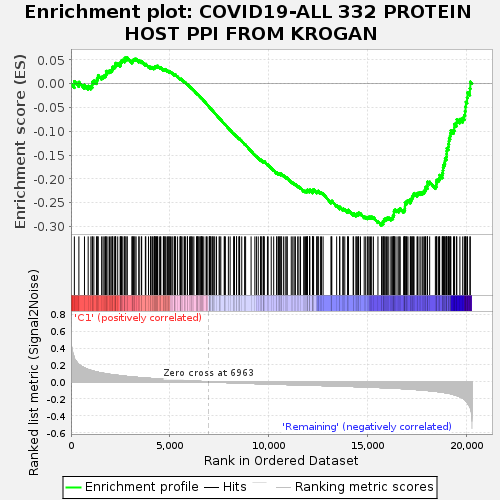 Enrichment plot: COVID19-ALL 332 PROTEIN
HOST PPI FROM KROGAN
Enrichment score (ES)
0.05
0.00
-0.05
-0.10
-0.15
-0.20
-0.25
-0.30
Ranked list metric (Signal2Noise)
0.8
0.6
0.4
0.2
0.0
-0.2
-0.4
-0.6
'C1' (positively correlated)
Zero cross at 6963
'Remaining' (negatively correlated)
0
5,000
10,000
15,000
20,000
Rank in Ordered Dataset
Enrichment profile
Hits
Ranking metric scores